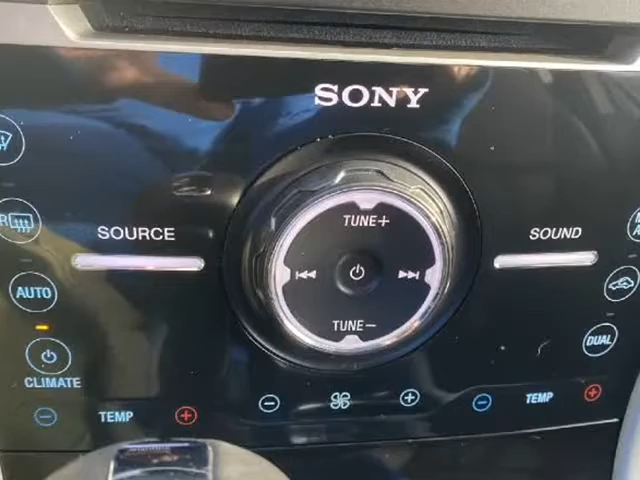 SONY
TUNE+
SOURCE
SOUND
AUTO
TUNE−
DUAL
CLIMATE
TEMP
TEMP